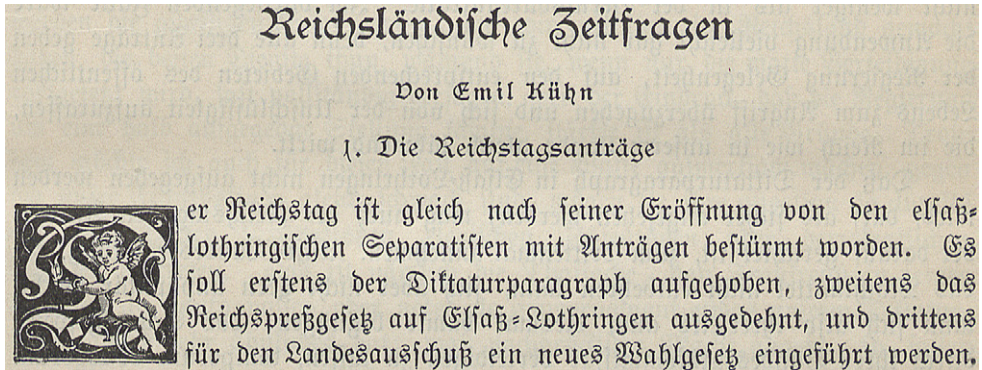 Reichsländische Zeitfragen
Von Emil Kühn
1. Die Reichstagsanträge
Der Reichstag ist gleich nach seiner Eröffnung von den elsaß-
lothringischen Separatisten mit Anträgen bestürmt worden. Es
soll erstens der Diktaturparagraph aufgehoben, zweitens das
Reichspreßgesetz auf Elsaß-Lothringen ausgedehnt, und drittens
für den Landesausschuß ein neues Wahlgesetz eingeführt werden.